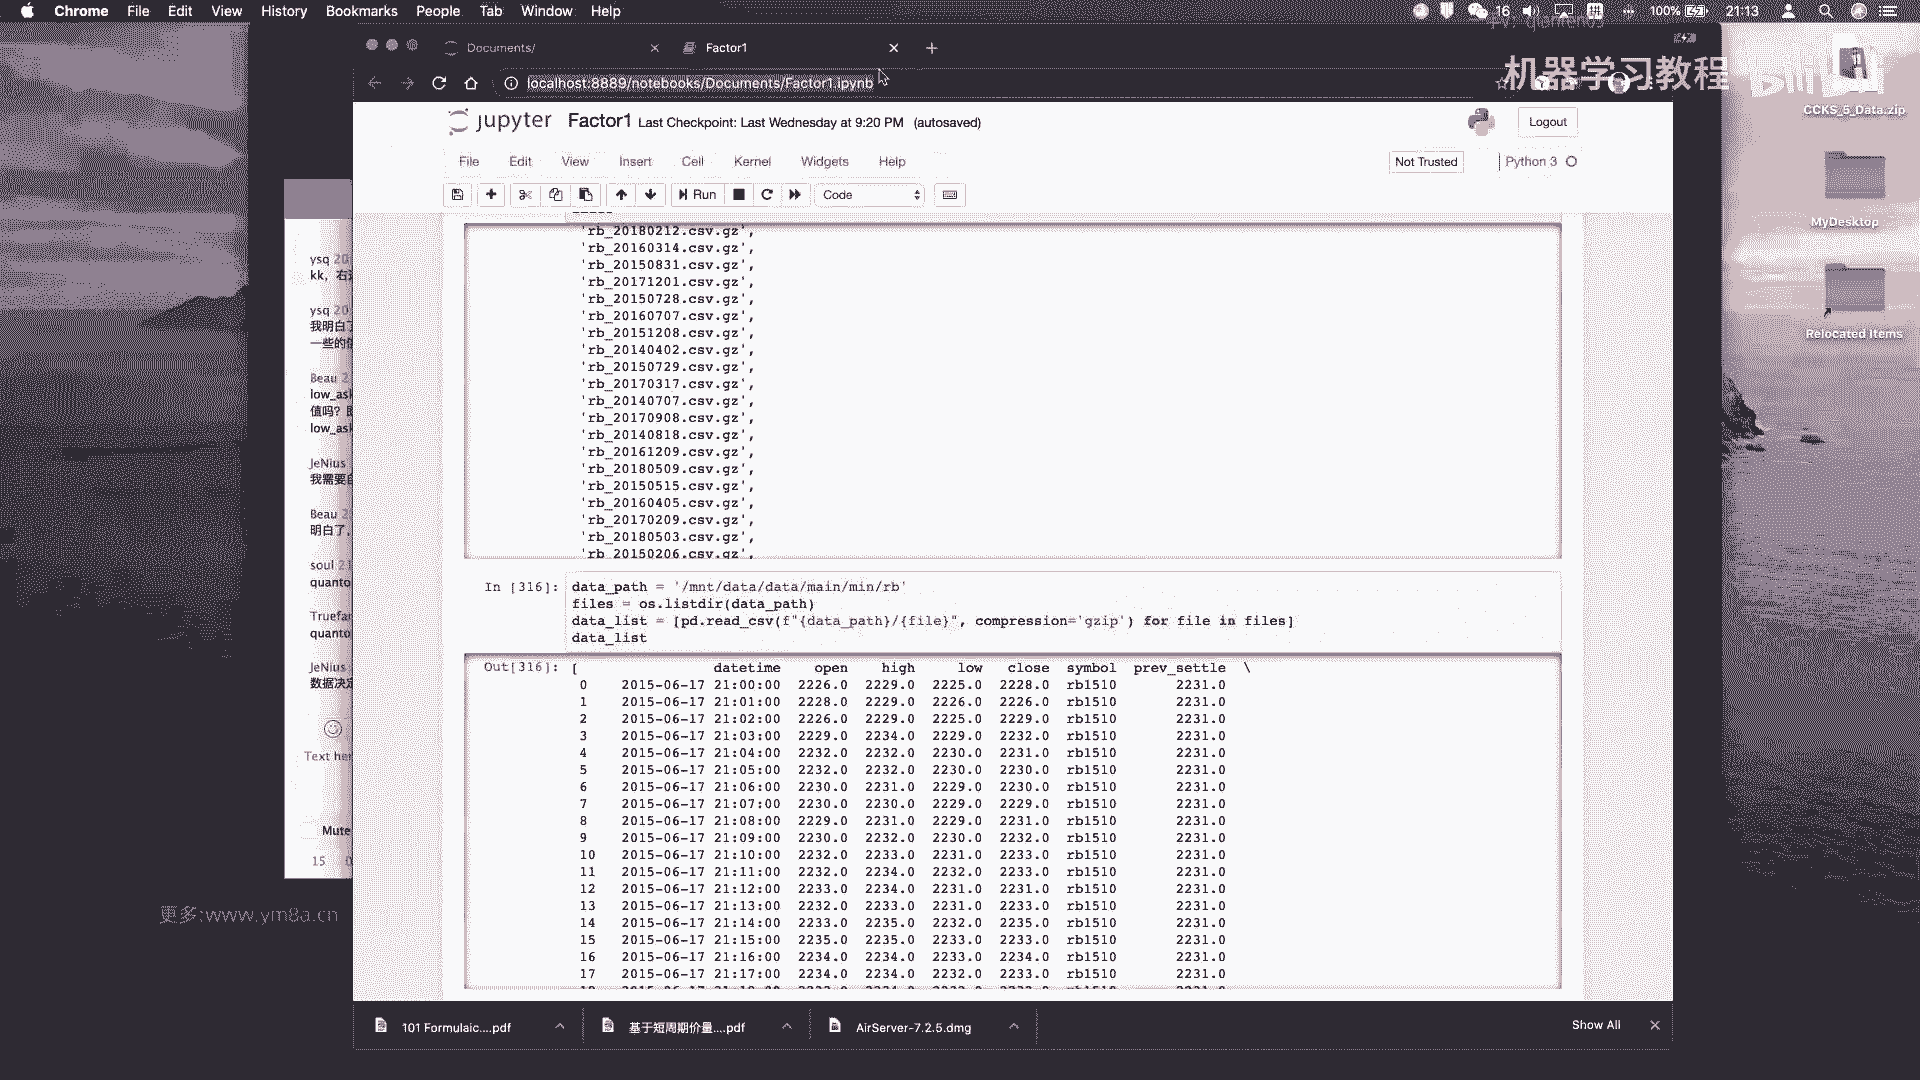 Chrome File Edit View History Bookmarks People Tab Window Help
16 100% 21:13
Documents/
Factor1
localhost:8889/notebooks/Documents/Factor1.ipynb
机器学习教程
bilibili
CCKS_5_Data.zip
MyDesktop
Relocated Items
jupyter Factor1 Last Checkpoint: Last Wednesday at 9:20 PM (autosaved)
Logout
File Edit View Insert Cell Kernel Widgets Help
Not Trusted
Python 3
Run
Code
'rb_20180212.csv.gz',
'rb_20160314.csv.gz',
'rb_20150831.csv.gz',
'rb_20171201.csv.gz',
'rb_20150728.csv.gz',
'rb_20160707.csv.gz',
'rb_20151208.csv.gz',
'rb_20140402.csv.gz',
'rb_20150729.csv.gz',
'rb_20170317.csv.gz',
'rb_20140707.csv.gz',
'rb_20170908.csv.gz',
'rb_20140818.csv.gz',
'rb_20161209.csv.gz',
'rb_20180509.csv.gz',
'rb_20150515.csv.gz',
'rb_20160405.csv.gz',
'rb_20170209.csv.gz',
'rb_20180503.csv.gz',
'rb_20150206.csv.gz',
In [316]: data_path = '/mnt/data/data/main/min/rb'
files = os.listdir(data_path)
data_list = [pd.read_csv(f"{data_path}/{file}", compression='gzip') for file in files]
data_list
Out[316]: [ datetime open high low close symbol prev_settle \
0 2015-06-17 21:00:00 2226.0 2229.0 2225.0 2228.0 rb1510 2231.0
1 2015-06-17 21:01:00 2228.0 2229.0 2226.0 2226.0 rb1510 2231.0
2 2015-06-17 21:02:00 2226.0 2229.0 2225.0 2229.0 rb1510 2231.0
3 2015-06-17 21:03:00 2229.0 2234.0 2229.0 2232.0 rb1510 2231.0
4 2015-06-17 21:04:00 2232.0 2232.0 2230.0 2231.0 rb1510 2231.0
5 2015-06-17 21:05:00 2232.0 2232.0 2230.0 2230.0 rb1510 2231.0
6 2015-06-17 21:06:00 2230.0 2231.0 2229.0 2230.0 rb1510 2231.0
7 2015-06-17 21:07:00 2230.0 2230.0 2229.0 2229.0 rb1510 2231.0
8 2015-06-17 21:08:00 2229.0 2231.0 2229.0 2231.0 rb1510 2231.0
9 2015-06-17 21:09:00 2230.0 2232.0 2230.0 2232.0 rb1510 2231.0
10 2015-06-17 21:10:00 2232.0 2233.0 2231.0 2233.0 rb1510 2231.0
11 2015-06-17 21:11:00 2232.0 2234.0 2232.0 2233.0 rb1510 2231.0
12 2015-06-17 21:12:00 2233.0 2234.0 2231.0 2231.0 rb1510 2231.0
13 2015-06-17 21:13:00 2232.0 2233.0 2231.0 2233.0 rb1510 2231.0
14 2015-06-17 21:14:00 2233.0 2235.0 2232.0 2235.0 rb1510 2231.0
15 2015-06-17 21:15:00 2235.0 2235.0 2233.0 2233.0 rb1510 2231.0
16 2015-06-17 21:16:00 2234.0 2234.0 2233.0 2234.0 rb1510 2231.0
17 2015-06-17 21:17:00 2234.0 2234.0 2232.0 2233.0 rb1510 2231.0
ysq 20
kk，右
ysq 20
我明白了
一些的
Beau 2
low_as
值吗？
low_as
JeNius
我需要
Beau 2
明白了，
soul 21
quanto
Truefa
quanto
JeNius
数据决定
Text her
Mute
15
更多:www.ym8a.cn
101 Formulaic....pdf
基于短周期价量....pdf
AirServer-7.2.5.dmg
Show All